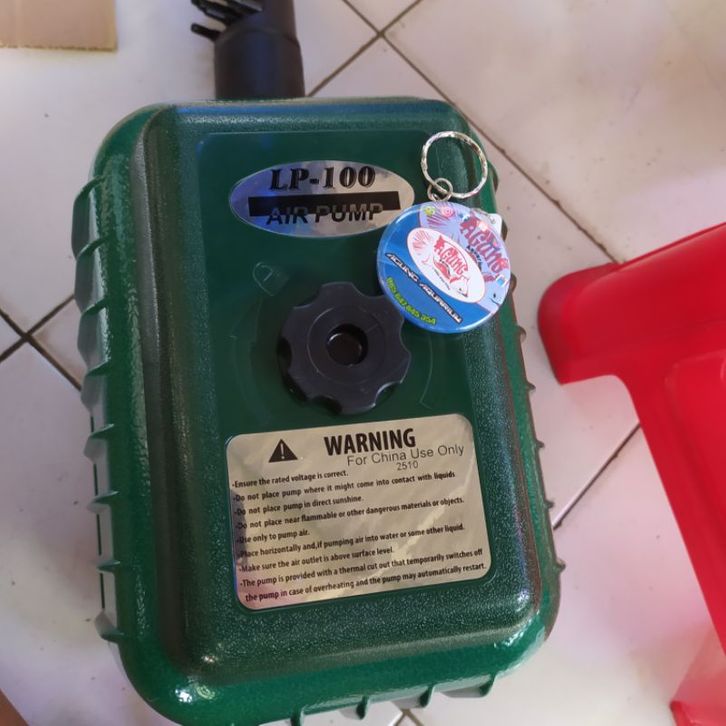 LP-100
AIR PUMP
AGUNG
AGUNG
AGUNG AQUARIUM
WARNING
For China Use Only
2510
•Ensure the rated voltage is correct.
•Do not place pump where it might come into contact with liquids
•Do not place pump in direct sunshine.
•Do not place near flammable or other dangerous materials or objects.
•Use only to pump air.
•Place horizontally and,if pumping air into water or some other liquid.
•Make sure the air outlet is above surface level.
•The pump is provided with a thermal cut out that temporarily switches off
the pump in case of overheating and the pump may automatically restart.